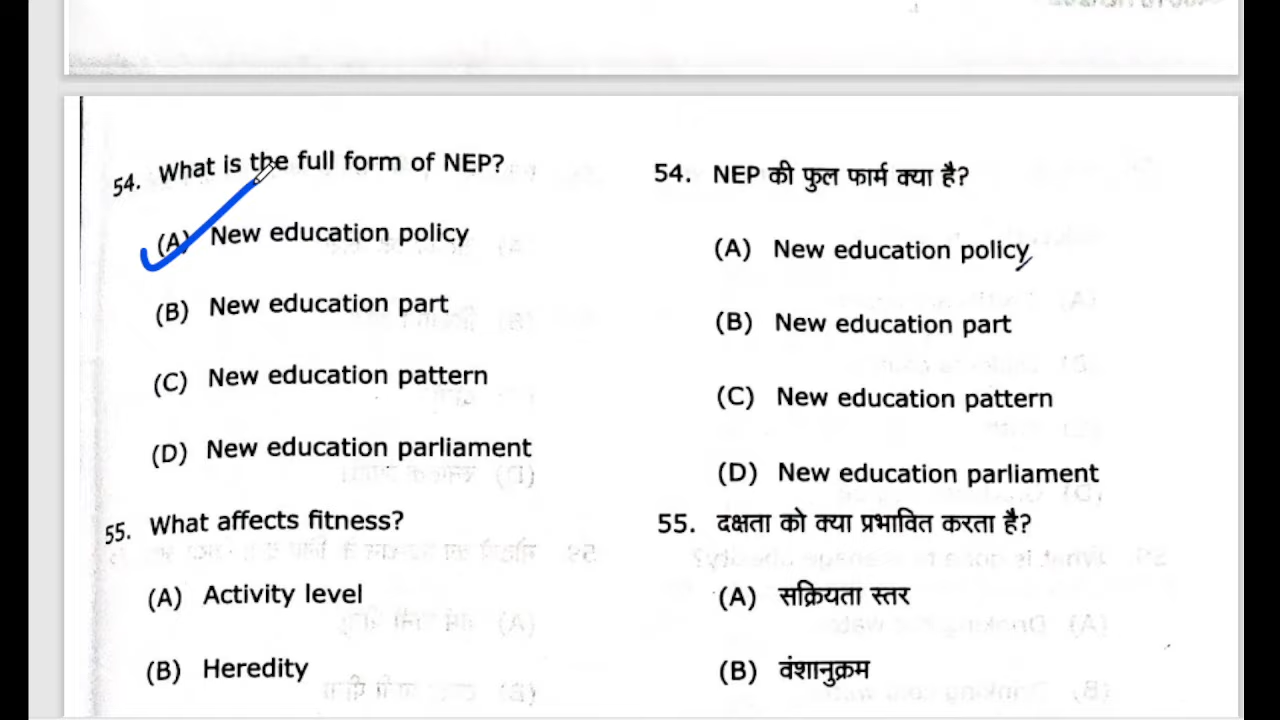 54. What is the full form of NEP?
(A) New education policy
(B) New education part
(C) New education pattern
(D) New education parliament
55. What affects fitness?
(A) Activity level
(B) Heredity
54. NEP की फुल फार्म क्या है?
(A) New education policy
(B) New education part
(C) New education pattern
(D) New education parliament
55. दक्षता को क्या प्रभावित करता है?
(A) सक्रियता स्तर
(B) वंशानुक्रम